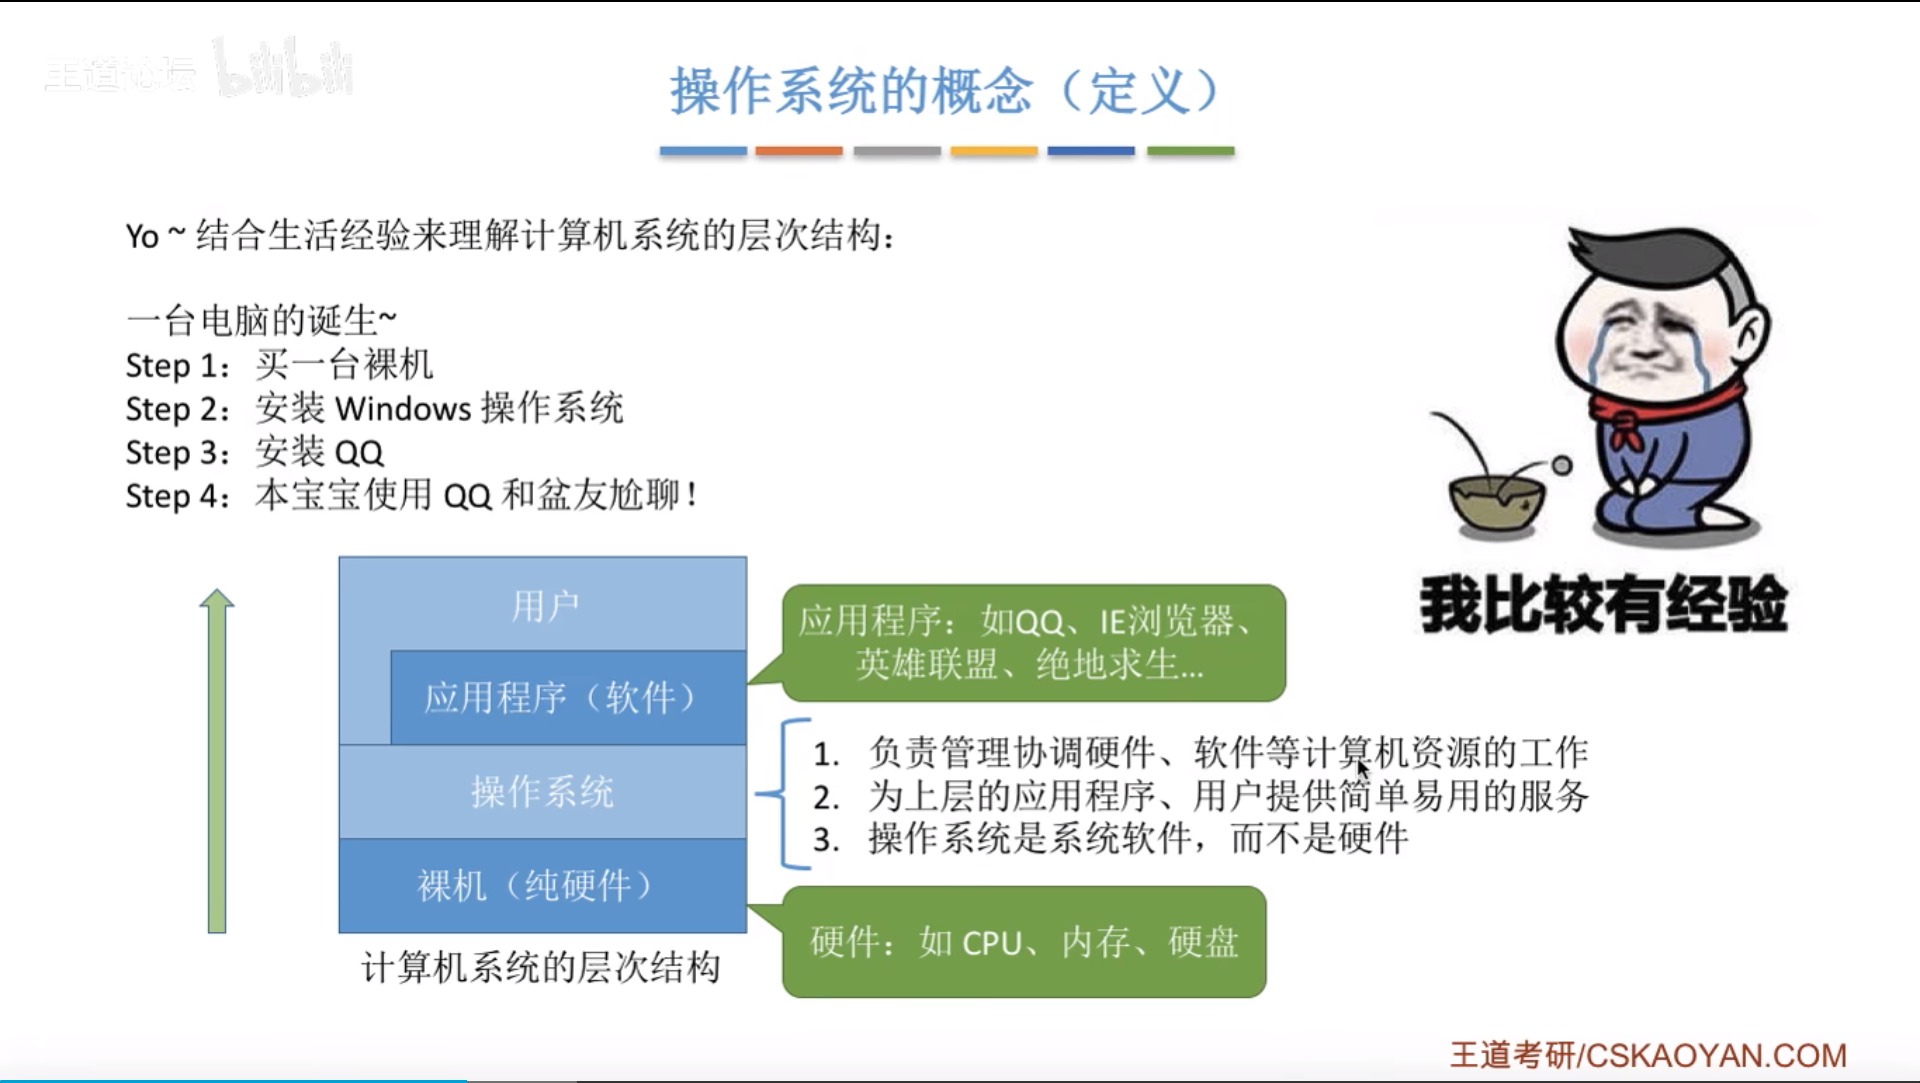 王道论坛 bilibili
操作系统的概念（定义）
Yo ~ 结合生活经验来理解计算机系统的层次结构：
一台电脑的诞生~
Step 1：买一台裸机
Step 2：安装 Windows 操作系统
Step 3：安装 QQ
Step 4：本宝宝使用 QQ 和盆友尬聊！
我比较有经验
用户
应用程序（软件）
操作系统
裸机（纯硬件）
计算机系统的层次结构
应用程序：如QQ、IE浏览器、
英雄联盟、绝地求生...
1. 负责管理协调硬件、软件等计算机资源的工作
2. 为上层的应用程序、用户提供简单易用的服务
3. 操作系统是系统软件，而不是硬件
硬件：如 CPU、内存、硬盘
王道考研/CSKAOYAN.COM